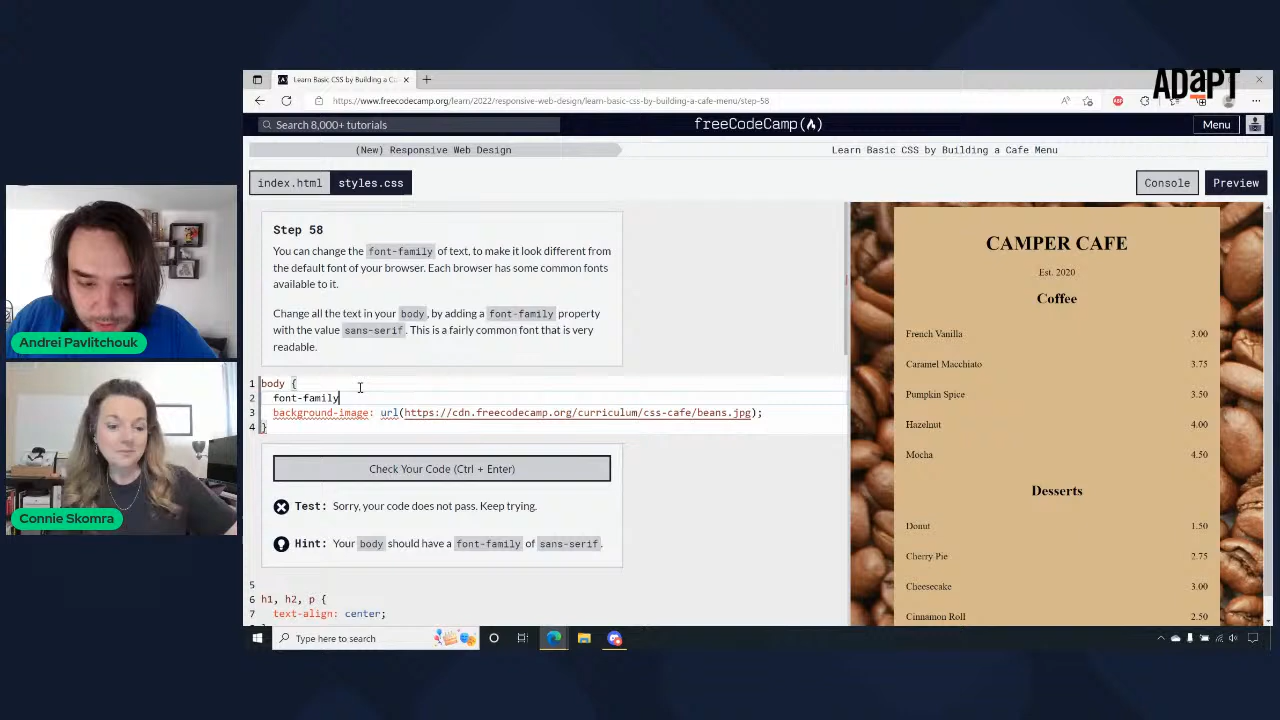 ADaPT
Learn Basic CSS by Building a C
https://www.freecodecamp.org/learn/2022/responsive-web-design/learn-basic-css-by-building-a-cafe-menu/step-58
Search 8,000+ tutorials
freeCodeCamp
Menu
(New) Responsive Web Design
Learn Basic CSS by Building a Cafe Menu
index.html
styles.css
Console
Preview
Step 58
You can change the font-family of text, to make it look different from
the default font of your browser. Each browser has some common fonts
available to it.
Change all the text in your body, by adding a font-family property
with the value sans-serif. This is a fairly common font that is very
readable.
1 body {
2 font-family
3 background-image: url(https://cdn.freecodecamp.org/curriculum/css-cafe/beans.jpg);
4 }
Check Your Code (Ctrl + Enter)
Test: Sorry, your code does not pass. Keep trying.
Hint: Your body should have a font-family of sans-serif.
5
6 h1, h2, p {
7 text-align: center;
CAMPER CAFE
Est. 2020
Coffee
French Vanilla 3.00
Caramel Macchiato 3.75
Pumpkin Spice 3.50
Hazelnut 4.00
Mocha 4.50
Desserts
Donut 1.50
Cherry Pie 2.75
Cheesecake 3.00
Cinnamon Roll 2.50
Andrei Pavlitchouk
Connie Skomra
Type here to search